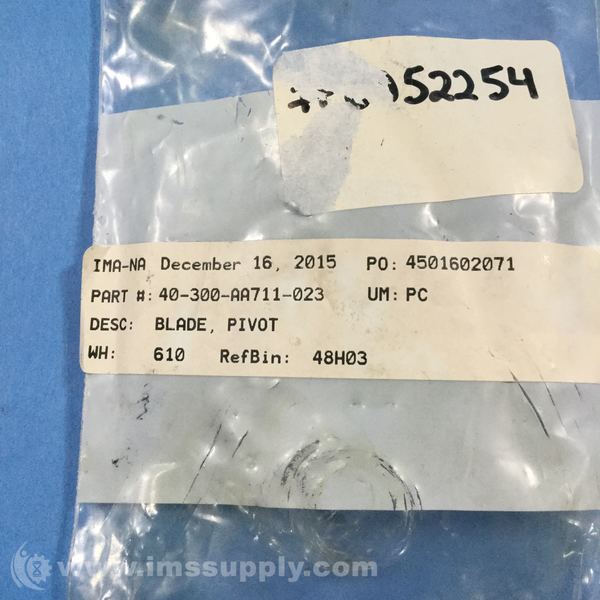 152254
IMA-NA December 16, 2015 PO: 4501602071
PART #: 40-300-AA711-023 UM: PC
DESC: BLADE, PIVOT
WH: 610 RefBin: 48H03
www.imssupply.com